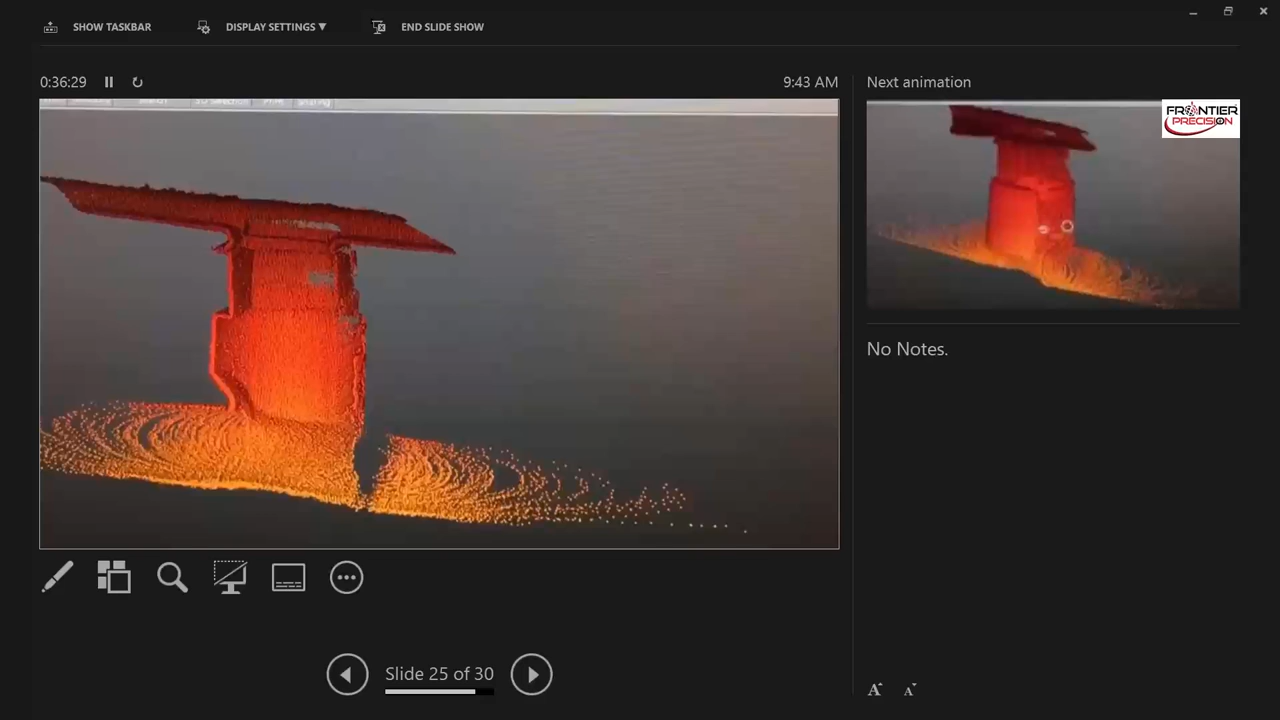 SHOW TASKBAR
DISPLAY SETTINGS ▼
END SLIDE SHOW
0:36:29
9:43 AM
Next animation
FRONTIER
PRECISION
No Notes.
Slide 25 of 30
A A